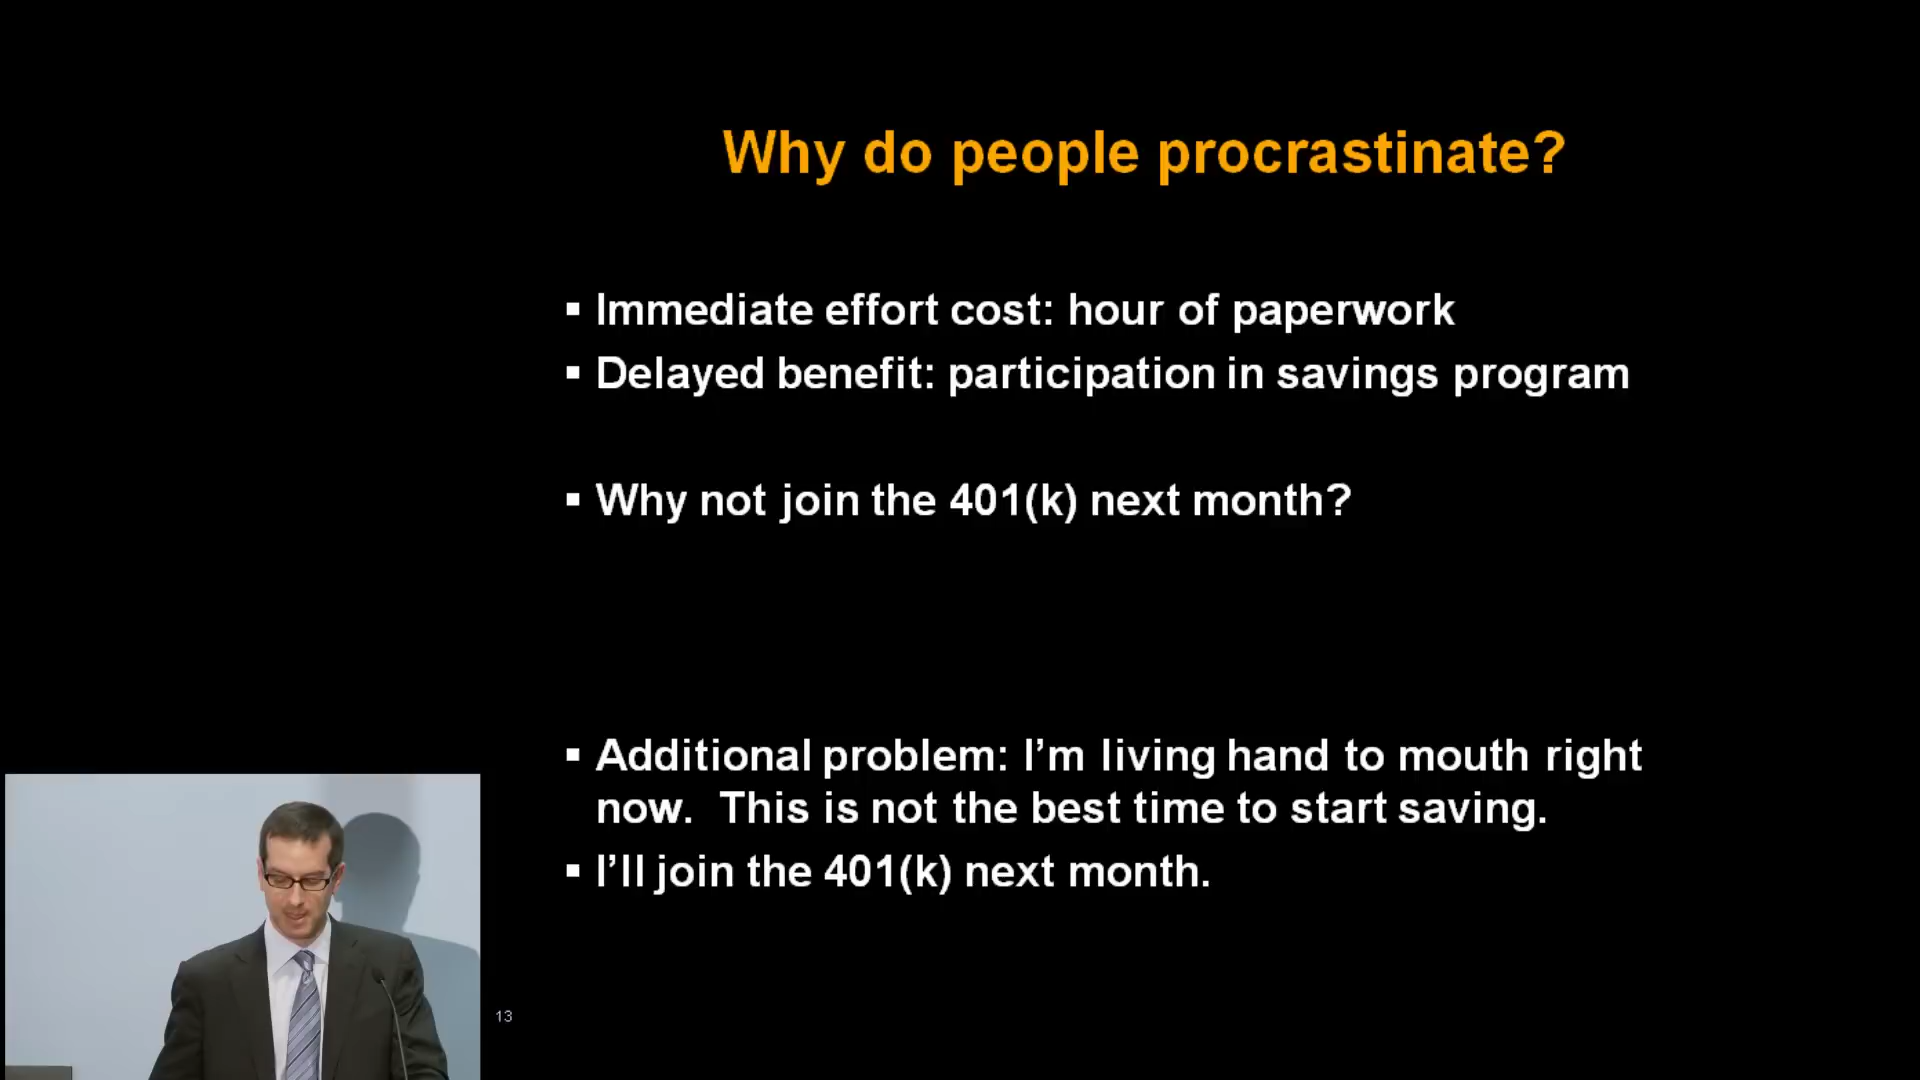 Why do people procrastinate?
▪ Immediate effort cost: hour of paperwork
▪ Delayed benefit: participation in savings program
▪ Why not join the 401(k) next month?
▪ Additional problem: I’m living hand to mouth right
now.  This is not the best time to start saving.
▪ I’ll join the 401(k) next month.
13